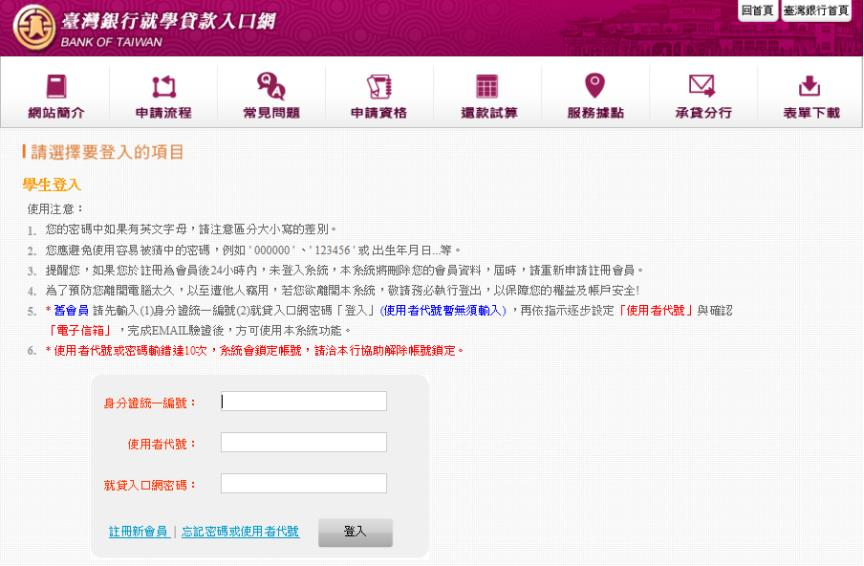 臺灣銀行就學貸款入口網
BANK OF TAIWAN
回首頁 臺灣銀行首頁
網站簡介 申請流程 常見問題 申請資格 還款試算 服務據點 承貸分行 表單下載
請選擇要登入的項目
學生登入
使用注意：
1. 您的密碼中如果有英文字母，請注意區分大小寫的差別。
2. 您應避免使用容易被猜中的密碼，例如 '000000'、'123456' 或 出生年月日...等。
3. 提醒您，如果您於註冊為會員後24小時內，未登入系統，本系統將刪除您的會員資料，屆時，請重新申請註冊會員。
4. 為了預防您離開電腦太久，以至遭他人竊用，若您欲離開本系統，敬請務必執行登出，以保障您的權益及帳戶安全!
5. *舊會員 請先輸入(1)身分證統一編號(2)就貸入口網密碼「登入」(使用者代號暫無須輸入) ，再依指示逐步設定「使用者代號」與確認
「電子信箱」，完成EMAIL驗證後，方可使用本系統功能。
6. *使用者代號或密碼輸錯達10次，系統會鎖定帳號，請洽本行協助解除帳號鎖定。
身分證統一編號：
使用者代號：
就貸入口網密碼：
註冊新會員 | 忘記密碼或使用者代號 登入